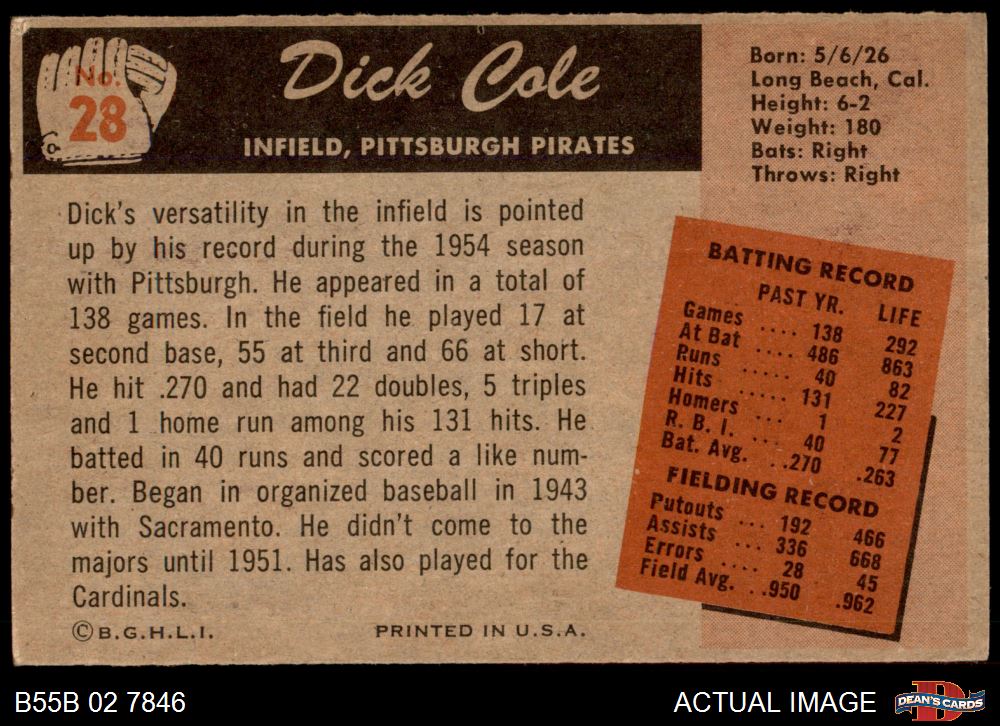 No.
28
Dick Cole
INFIELD, PITTSBURGH PIRATES
Born: 5/6/26
Long Beach, Cal.
Height: 6-2
Weight: 180
Bats: Right
Throws: Right
Dick's versatility in the infield is pointed
up by his record during the 1954 season
with Pittsburgh. He appeared in a total of
138 games. In the field he played 17 at
second base, 55 at third and 66 at short.
He hit .270 and had 22 doubles, 5 triples
and 1 home run among his 131 hits. He
batted in 40 runs and scored a like num-
ber. Began in organized baseball in 1943
with Sacramento. He didn't come to the
majors until 1951. Has also played for the
Cardinals.
©B.G.H.L.I. PRINTED IN U.S.A.
BATTING RECORD
PAST YR. LIFE
Games .... 138 292
At Bat .... 486 863
Runs ..... 40 82
Hits ..... 131 227
Homers ... 1 2
R. B. I. ... 40 77
Bat. Avg. ..270 .263
FIELDING RECORD
Putouts ... 192 466
Assists ... 336 668
Errors .... 28 45
Field Avg. ..950 .962
B55B 02 7846
ACTUAL IMAGE
D
DEAN'S CARDS